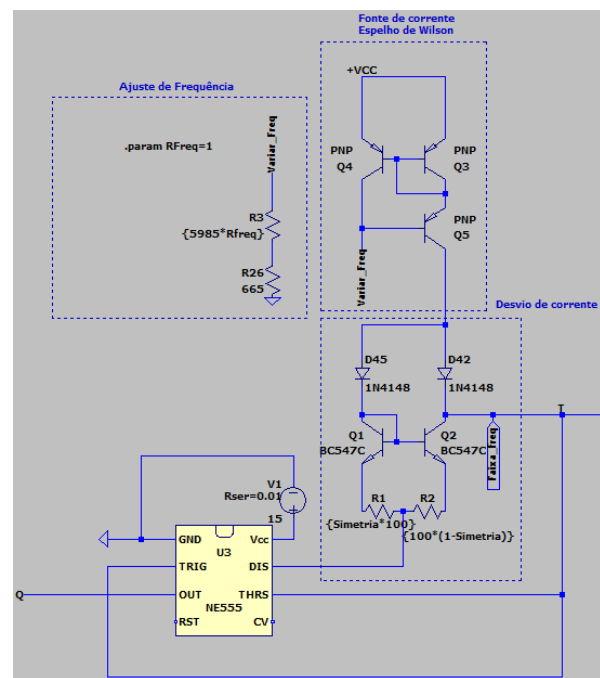 Fonte de corrente
Espelho de Wilson
+VCC
Ajuste de Frequência
.param RFreq=1
Variar_Freq
R3
{5985*Rfreq}
R26
665
PNP
Q4
PNP
Q3
PNP
Q5
Variar_Freq
Desvio de corrente
D45
1N4148
D42
1N4148
T
Q1
BC547C
Q2
BC547C
Faixa_freq
R1
R2
{Simetria*100}
{100*(1-Simetria)}
V1
Rser=0.01
15
GND
Vcc
U3
TRIG
DIS
Q
OUT
THRS
NE555
RST
CV